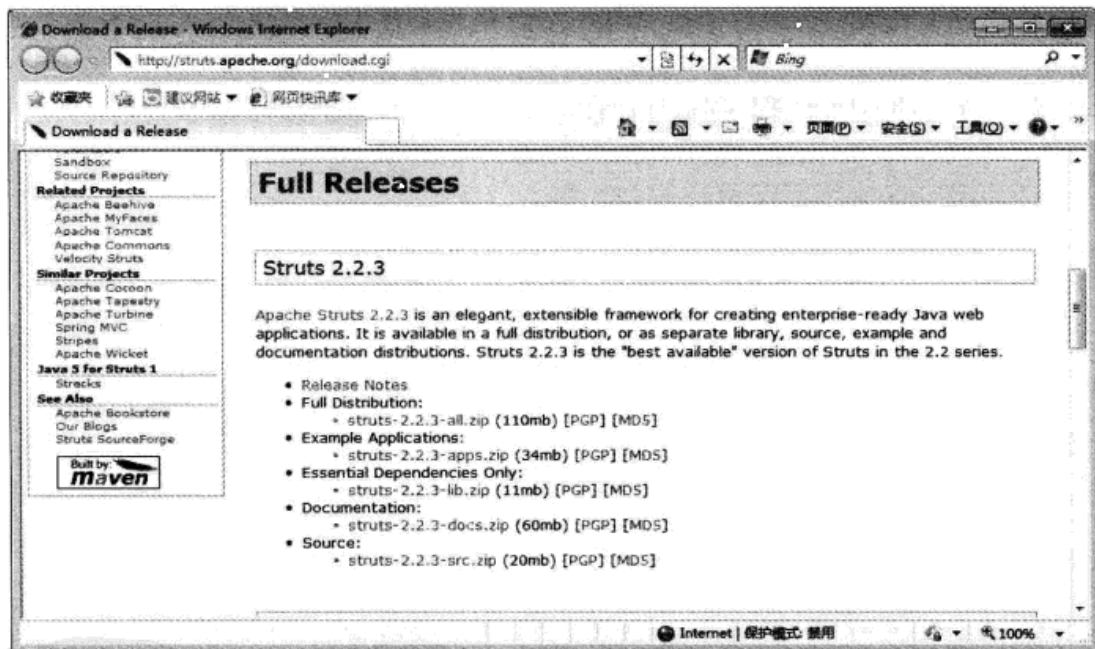 Download a Release - Windows Internet Explorer
http://struts.apache.org/download.cgi
Bing
收藏夹 建议网站 网页快讯库
Download a Release
页面(P) 安全(S) 工具(O)
Sandbox
Source Repository
Related Projects
Apache Beehive
Apache MyFaces
Apache Tomcat
Apache Commons
Velocity Struts
Similar Projects
Apache Cocoon
Apache Tapestry
Apache Turbine
Spring MVC
Stripes
Apache Wicket
Java 5 for Struts 1
Strecks
See Also
Apache Bookstore
Our Blogs
Struts SourceForge
Built by:
maven
Full Releases
Struts 2.2.3
Apache Struts 2.2.3 is an elegant, extensible framework for creating enterprise-ready Java web
applications. It is available in a full distribution, or as separate library, source, example and
documentation distributions. Struts 2.2.3 is the "best available" version of Struts in the 2.2 series.
• Release Notes
• Full Distribution:
• struts-2.2.3-all.zip (110mb) [PGP] [MD5]
• Example Applications:
• struts-2.2.3-apps.zip (34mb) [PGP] [MD5]
• Essential Dependencies Only:
• struts-2.2.3-lib.zip (11mb) [PGP] [MD5]
• Documentation:
• struts-2.2.3-docs.zip (60mb) [PGP] [MD5]
• Source:
• struts-2.2.3-src.zip (20mb) [PGP] [MD5]
Internet | 保护模式: 禁用
100%